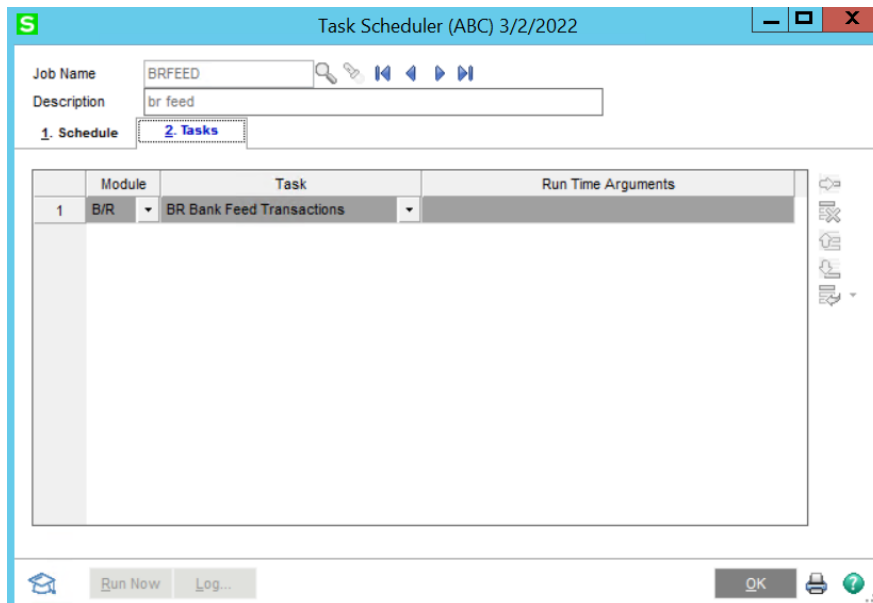 S
Task Scheduler (ABC) 3/2/2022
X
Job Name BRFEED
Description br feed
1. Schedule 2. Tasks
Module Task Run Time Arguments
1 B/R BR Bank Feed Transactions
Run Now Log... OK ?